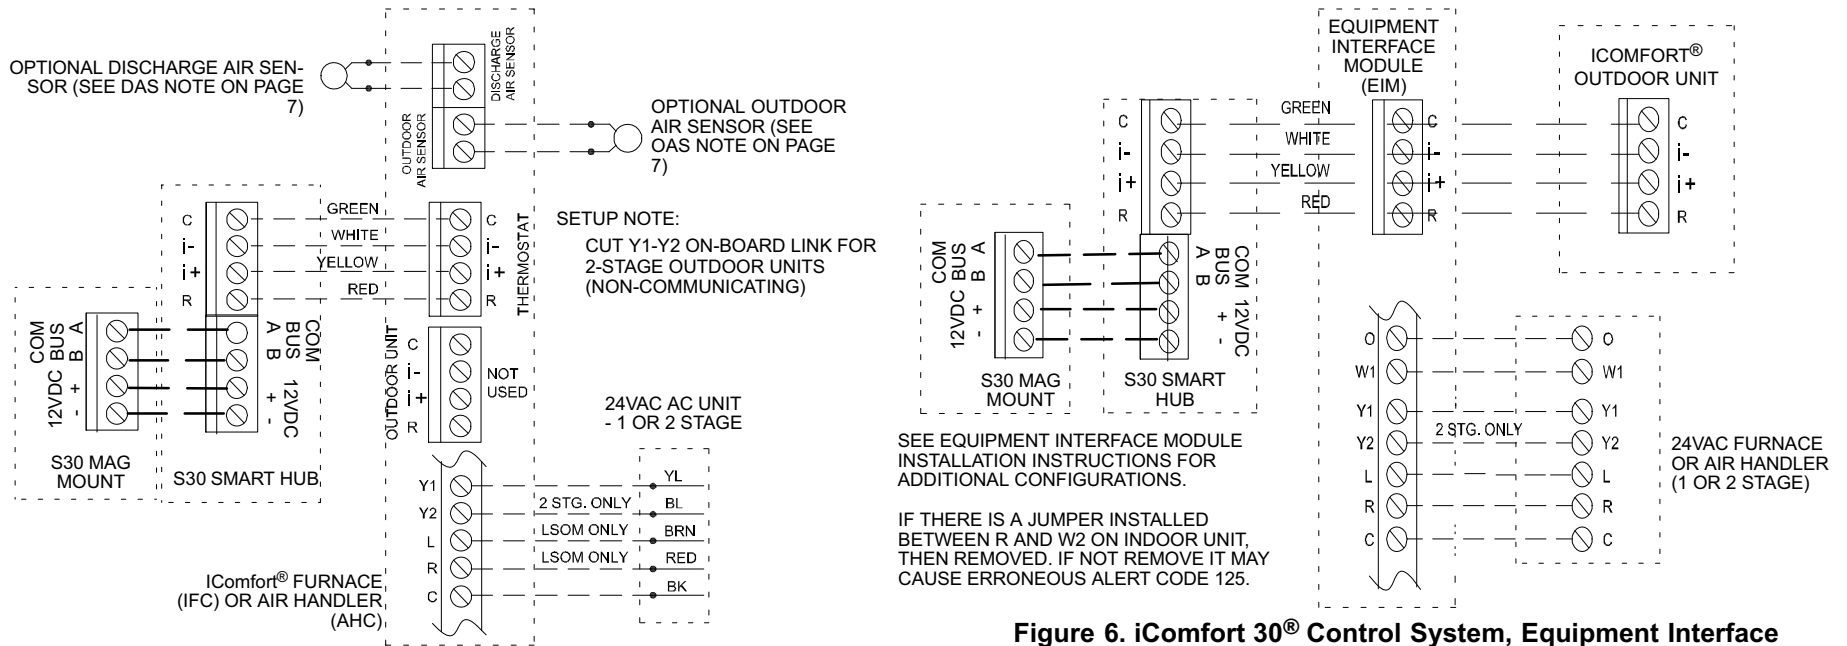 OPTIONAL DISCHARGE AIR SEN-
SOR (SEE DAS NOTE ON PAGE
7)
DISCHARGE
AIR SENSOR
OUTDOOR
AIR SENSOR
OPTIONAL OUTDOOR
AIR SENSOR (SEE
OAS NOTE ON PAGE
7)
C
i-
i+
R
GREEN
WHITE
YELLOW
RED
C
i-
i+
R
THERMOSTAT
SETUP NOTE:
CUT Y1-Y2 ON-BOARD LINK FOR
2-STAGE OUTDOOR UNITS
(NON-COMMUNICATING)
COM
BUS
A
B
12VDC
+
-
A
B
BUS
COM
+
-
12VDC
S30 MAG
MOUNT
S30 SMART HUB
OUTDOOR UNIT
C
i-
i+
R
NOT
USED
24VAC AC UNIT
- 1 OR 2 STAGE
Y1
YL
Y2
2 STG. ONLY
BL
L
LSOM ONLY
BRN
R
LSOM ONLY
RED
C
BK
IComfort® FURNACE
(IFC) OR AIR HANDLER
(AHC)
EQUIPMENT
INTERFACE
MODULE
(EIM)
ICOMFORT®
OUTDOOR UNIT
C
i-
i+
R
GREEN
WHITE
YELLOW
RED
C
i-
i+
R
C
i-
i+
R
COM
BUS
A
B
12VDC
+
-
A
B
BUS
COM
+
-
12VDC
S30 MAG
MOUNT
S30 SMART
HUB
SEE EQUIPMENT INTERFACE MODULE
INSTALLATION INSTRUCTIONS FOR
ADDITIONAL CONFIGURATIONS.
IF THERE IS A JUMPER INSTALLED
BETWEEN R AND W2 ON INDOOR UNIT,
THEN REMOVED. IF NOT REMOVE IT MAY
CAUSE ERRONEOUS ALERT CODE 125.
O
O
W1
W1
Y1
Y1
Y2
2 STG. ONLY
Y2
L
L
R
R
C
C
24VAC FURNACE
OR AIR HANDLER
(1 OR 2 STAGE)
Figure 6. iComfort 30® Control System, Equipment Interface